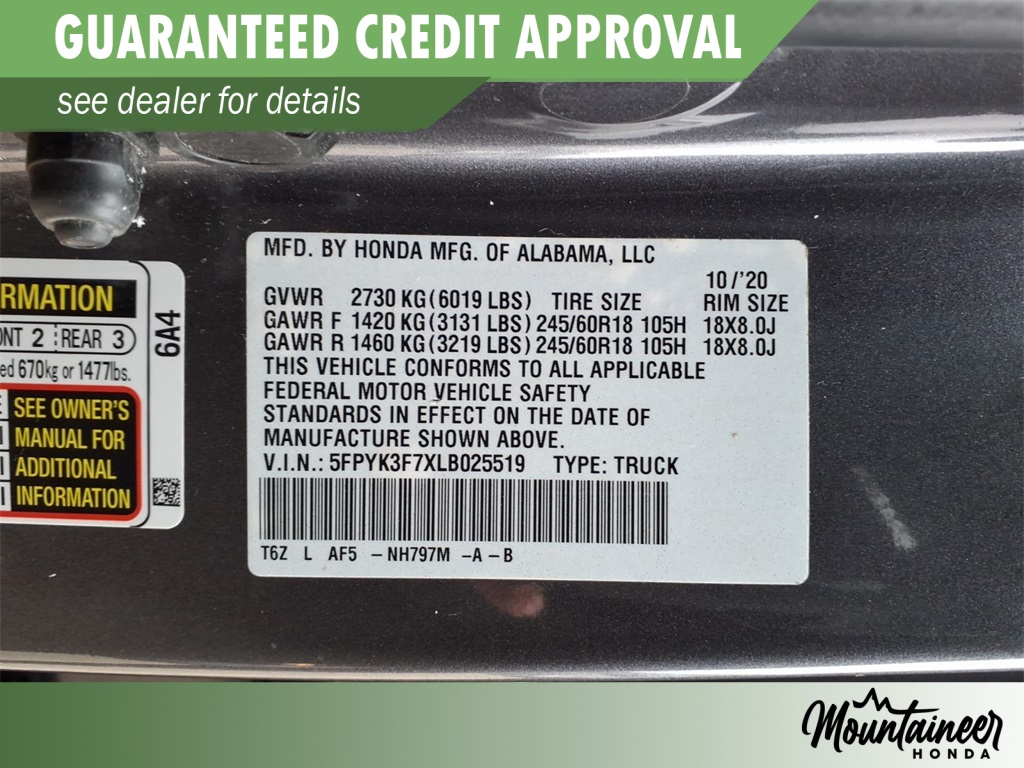 GUARANTEED CREDIT APPROVAL
see dealer for details
MFD. BY HONDA MFG. OF ALABAMA, LLC
10/'20
GVWR 2730 KG (6019 LBS) TIRE SIZE RIM SIZE
GAWR F 1420 KG (3131 LBS) 245/60R18 105H 18X8.0J
GAWR R 1460 KG (3219 LBS) 245/60R18 105H 18X8.0J
THIS VEHICLE CONFORMS TO ALL APPLICABLE
FEDERAL MOTOR VEHICLE SAFETY
STANDARDS IN EFFECT ON THE DATE OF
MANUFACTURE SHOWN ABOVE.
V.I.N.: 5FPYK3F7XLB025519 TYPE: TRUCK
T6Z L AF5 - NH797M - A - B
RMATION
NT 2 REAR 3
ed 670kg or 1477lbs.
SEE OWNER'S
MANUAL FOR
ADDITIONAL
INFORMATION
6A4
Mountaineer
HONDA